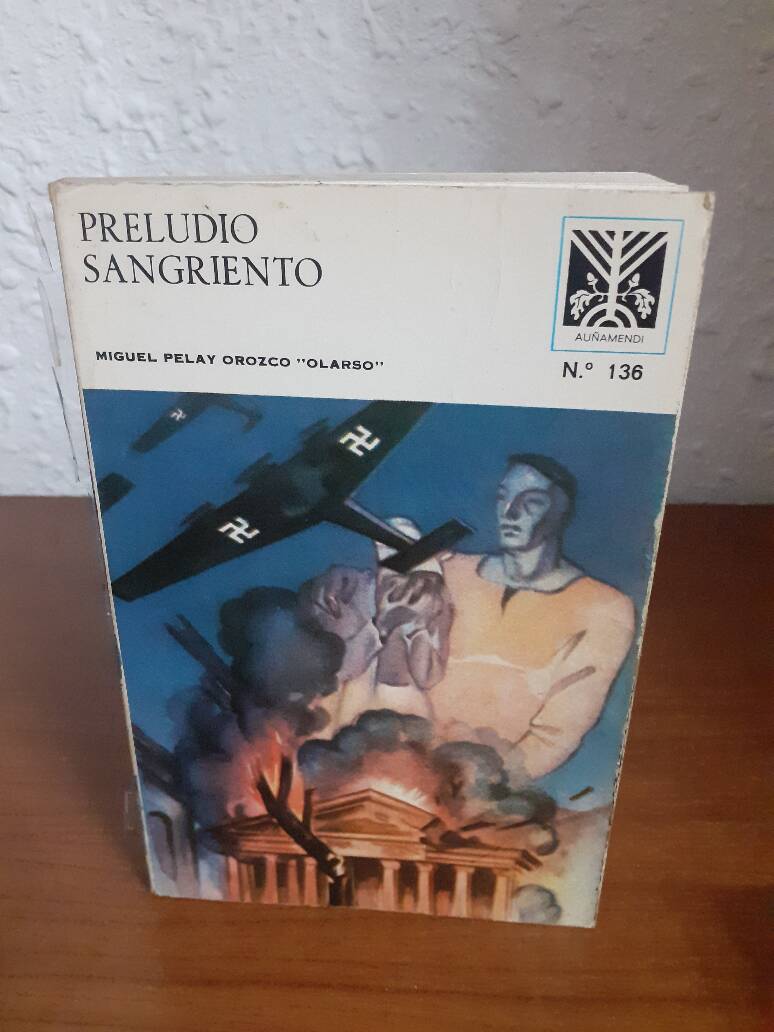 PRELUDIO
SANGRIENTO
MIGUEL PELAY OROZCO "OLARSO"
AUÑAMENDI
N.º 136